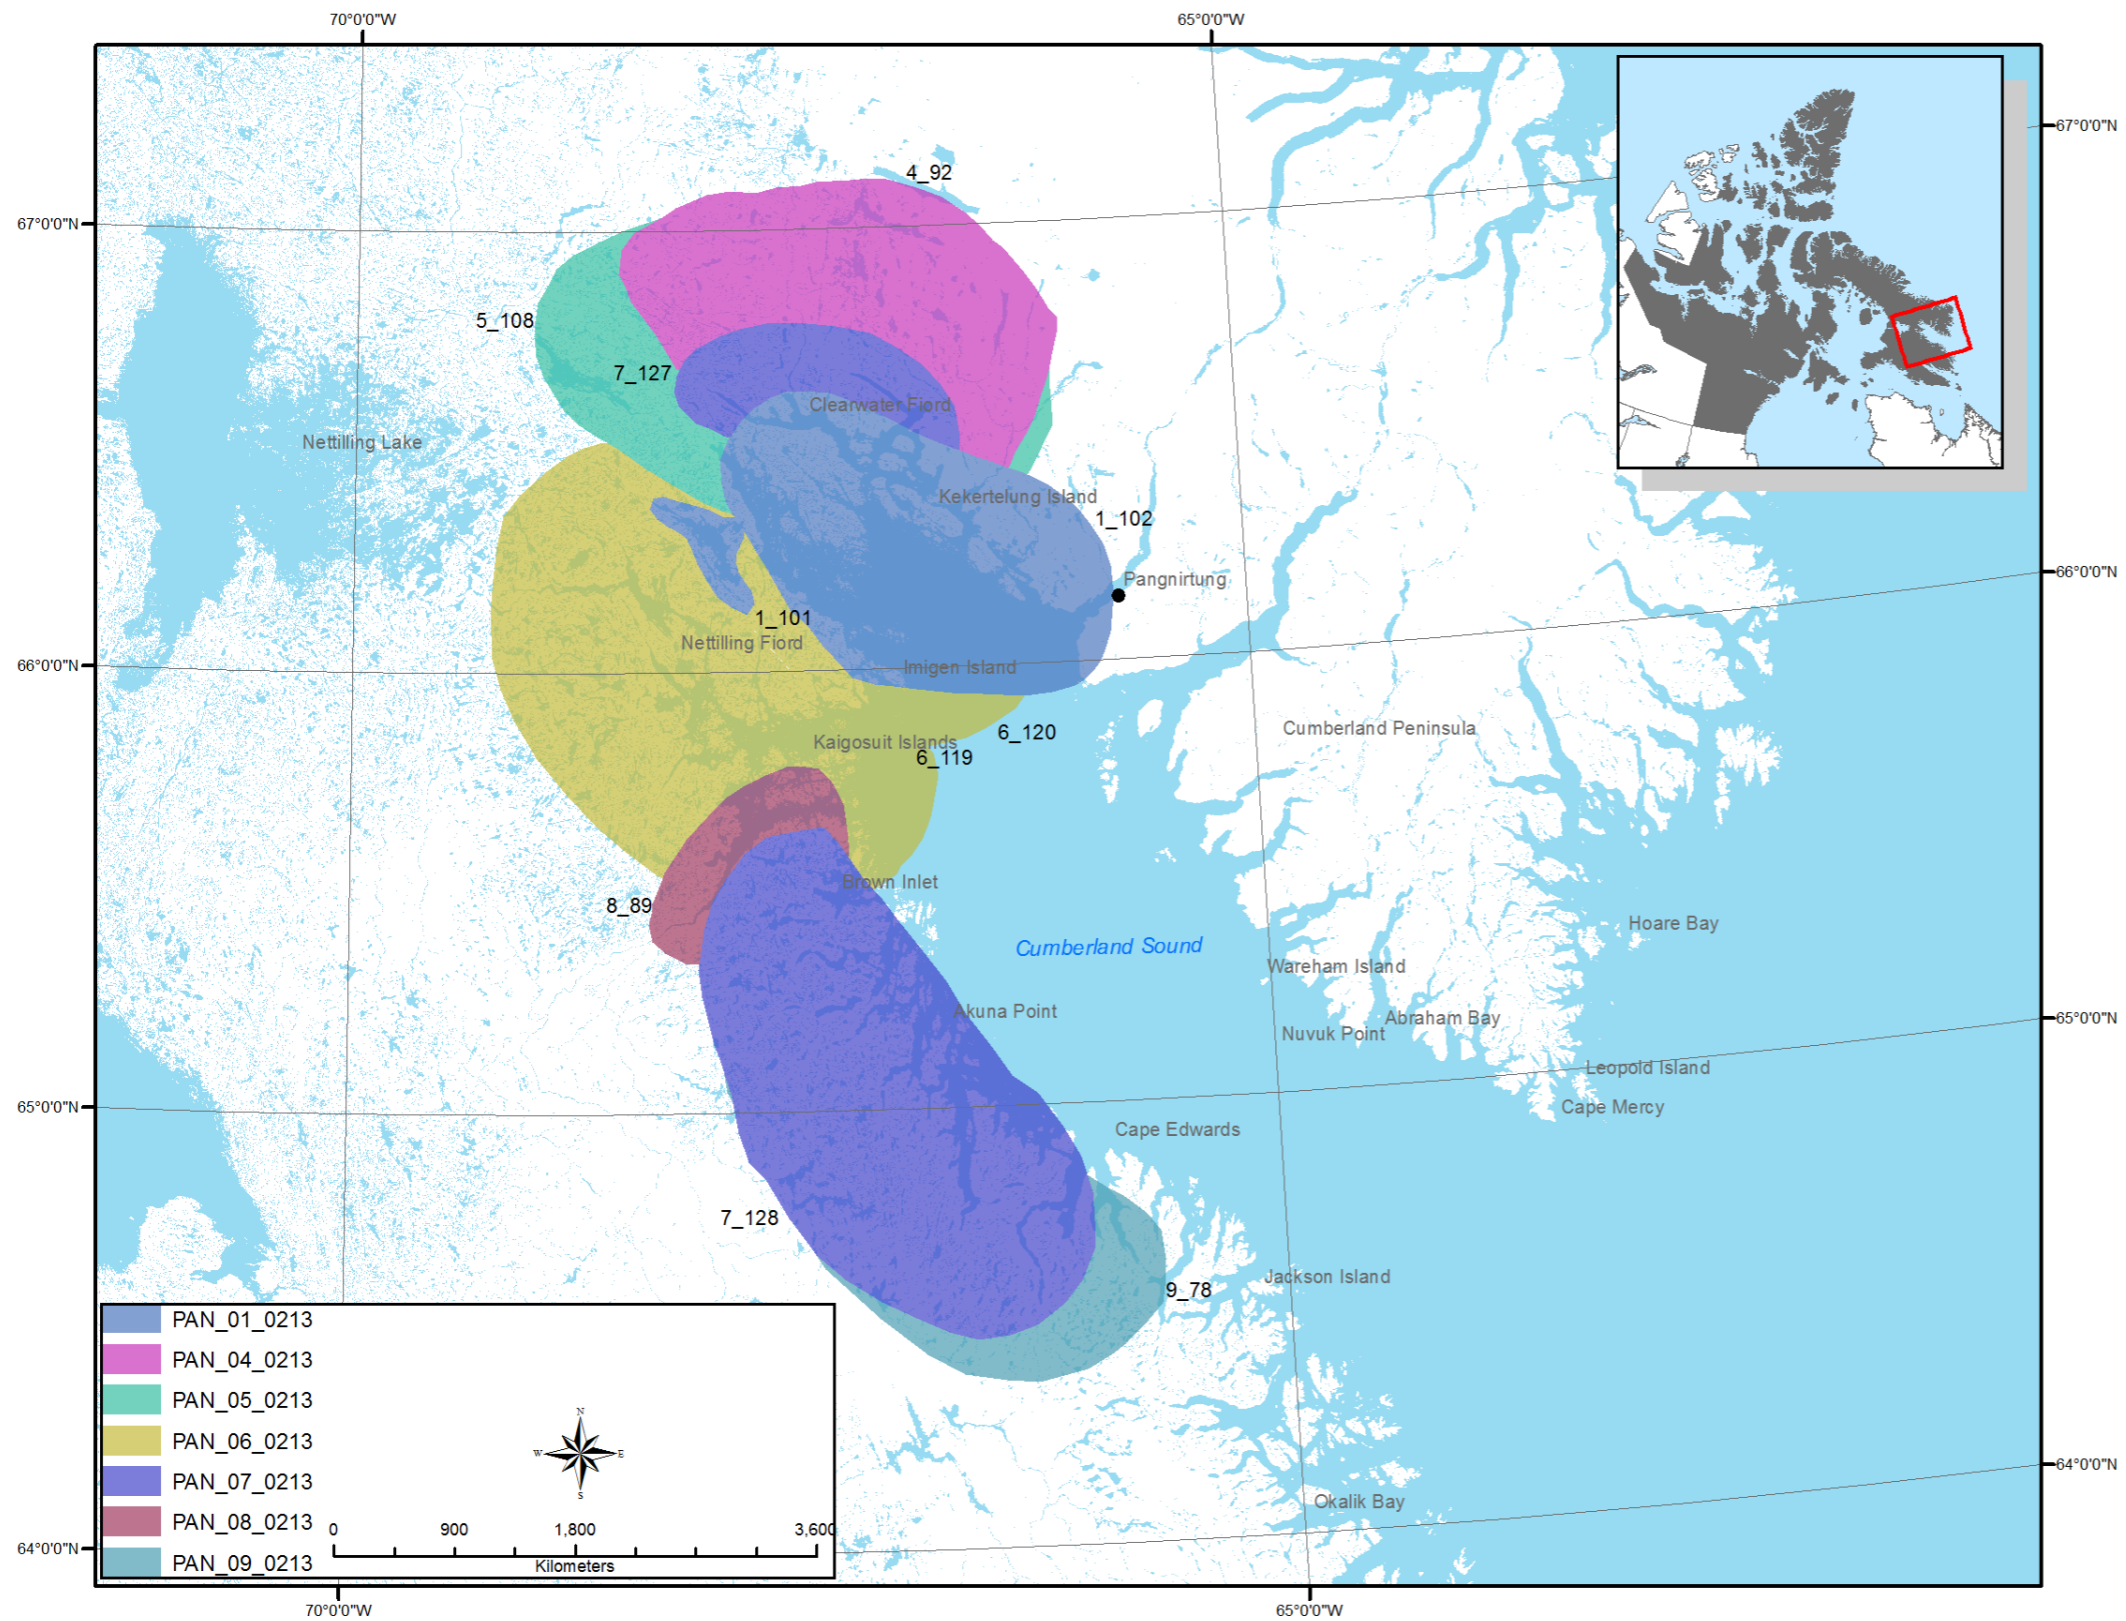 70°0'0"W
65°0'0"W
67°0'0"N
67°0'0"N
4_92
5_108
7_127
Clearwater Fiord
Nettilling Lake
Kekertelung Island
1_102
66°0'0"N
Pangnirtung
1_101
Nettilling Fiord
66°0'0"N
Imigen Island
Cumberland Peninsula
6_120
Kaigosuit Islands
6_119
Brown Inlet
8_89
Hoare Bay
Cumberland Sound
Wareham Island
Akuna Point
Abraham Bay
65°0'0"N
Nuvuk Point
Leopold Island
65°0'0"N
Cape Mercy
Cape Edwards
7_128
Jackson Island
9_78
PAN_01_0213
PAN_04_0213
PAN_05_0213
PAN_06_0213
PAN_07_0213
PAN_08_0213
PAN_09_0213
N
W
E
S
0 900 1,800 3,600
Kilometers
64°0'0"N
Okalik Bay
64°0'0"N
70°0'0"W
65°0'0"W